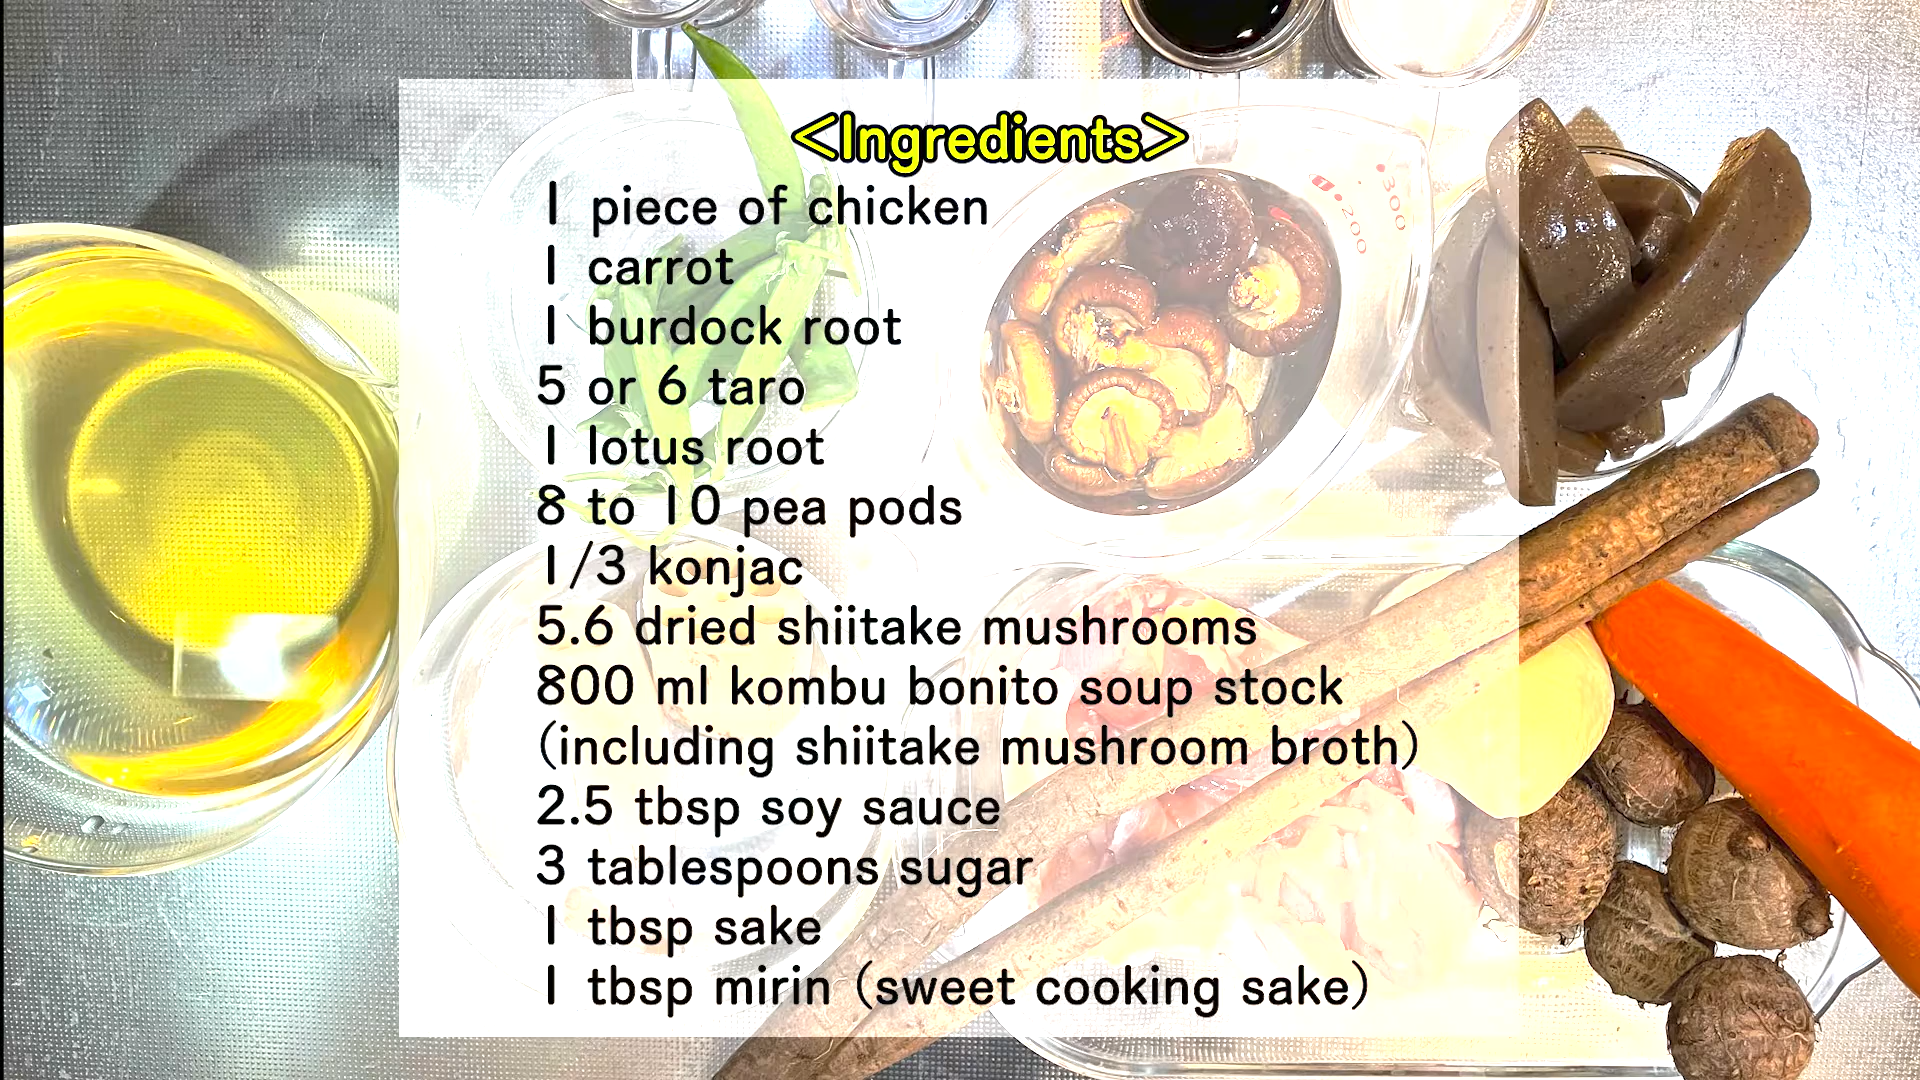 <Ingredients>
1 piece of chicken
1 carrot
1 burdock root
5 or 6 taro
1 lotus root
8 to 10 pea pods
1/3 konjac
5.6 dried shiitake mushrooms
800 ml kombu bonito soup stock
(including shiitake mushroom broth)
2.5 tbsp soy sauce
3 tablespoons sugar
1 tbsp sake
1 tbsp mirin (sweet cooking sake)
300
200